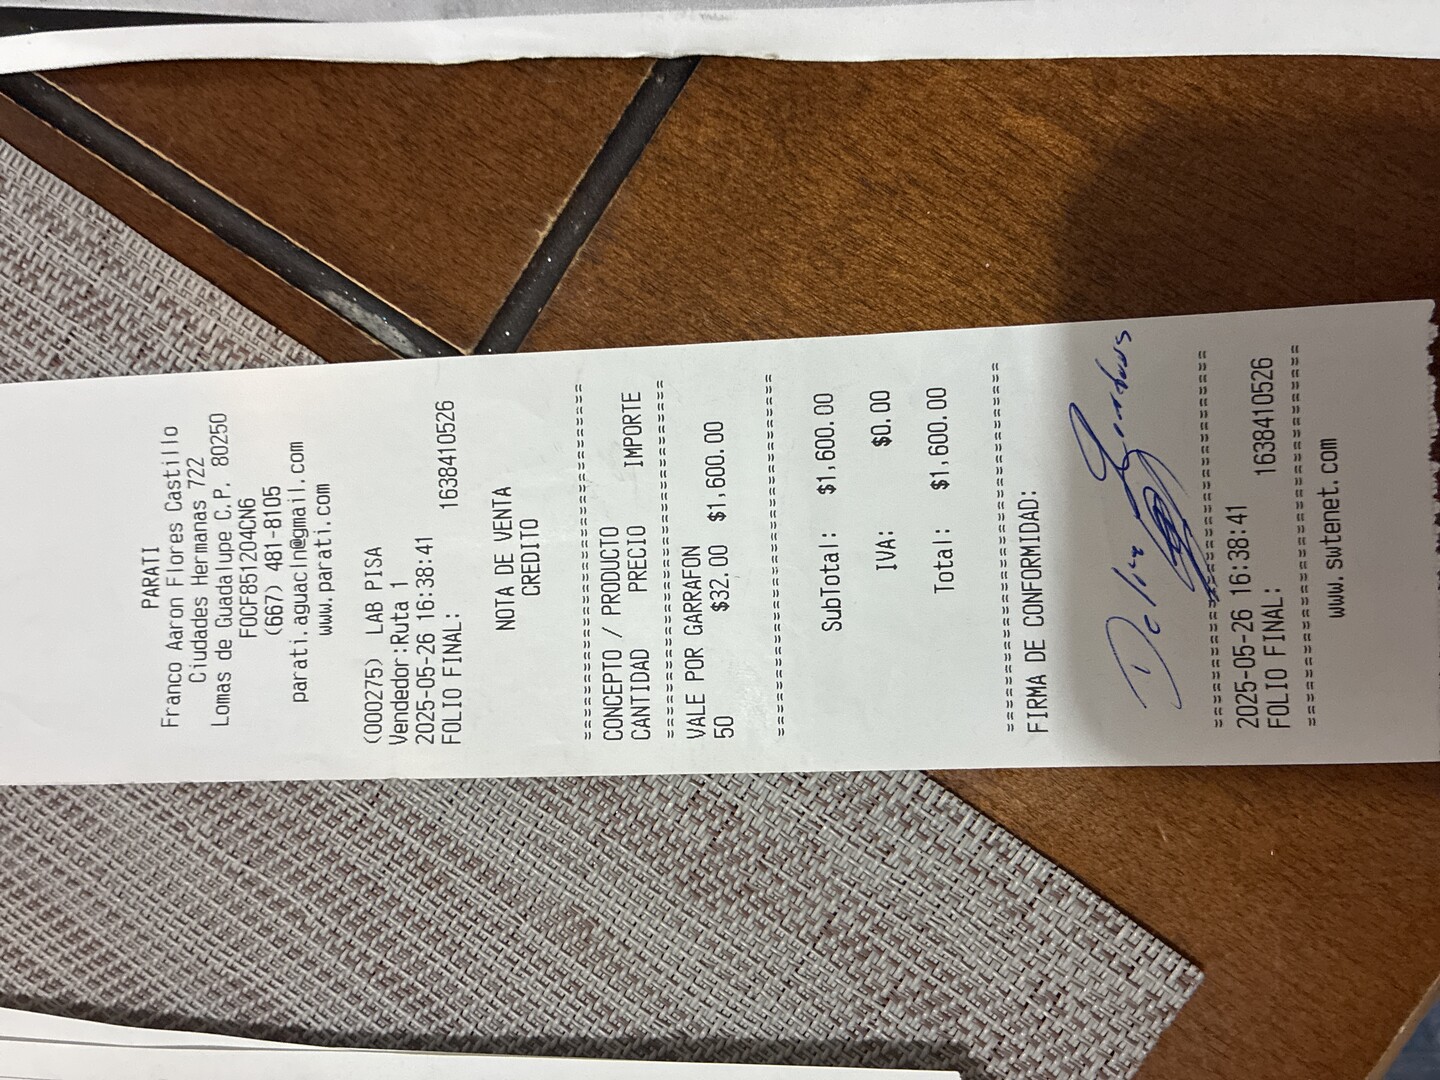 PARATI
Franco Aaron Flores Castillo
Ciudades Hermanas 722
Lomas de Guadalupe C.P. 80250
FOCF851204CN6
(667) 481-8105
parati.aguacln@gmail.com
www.parati.com
(000275) LAB PISA
Vendedor:Ruta 1
2025-05-26 16:38:41
FOLIO FINAL: 1638410526
NOTA DE VENTA
CREDITO
==============================
CONCEPTO / PRODUCTO
CANTIDAD PRECIO IMPORTE
==============================
VALE POR GARRAFON
50 $32.00 $1,600.00
==============================
SubTotal: $1,600.00
IVA: $0.00
Total: $1,600.00
==============================
FIRMA DE CONFORMIDAD:
==============================
2025-05-26 16:38:41
FOLIO FINAL: 1638410526
==============================
www.swtenet.com